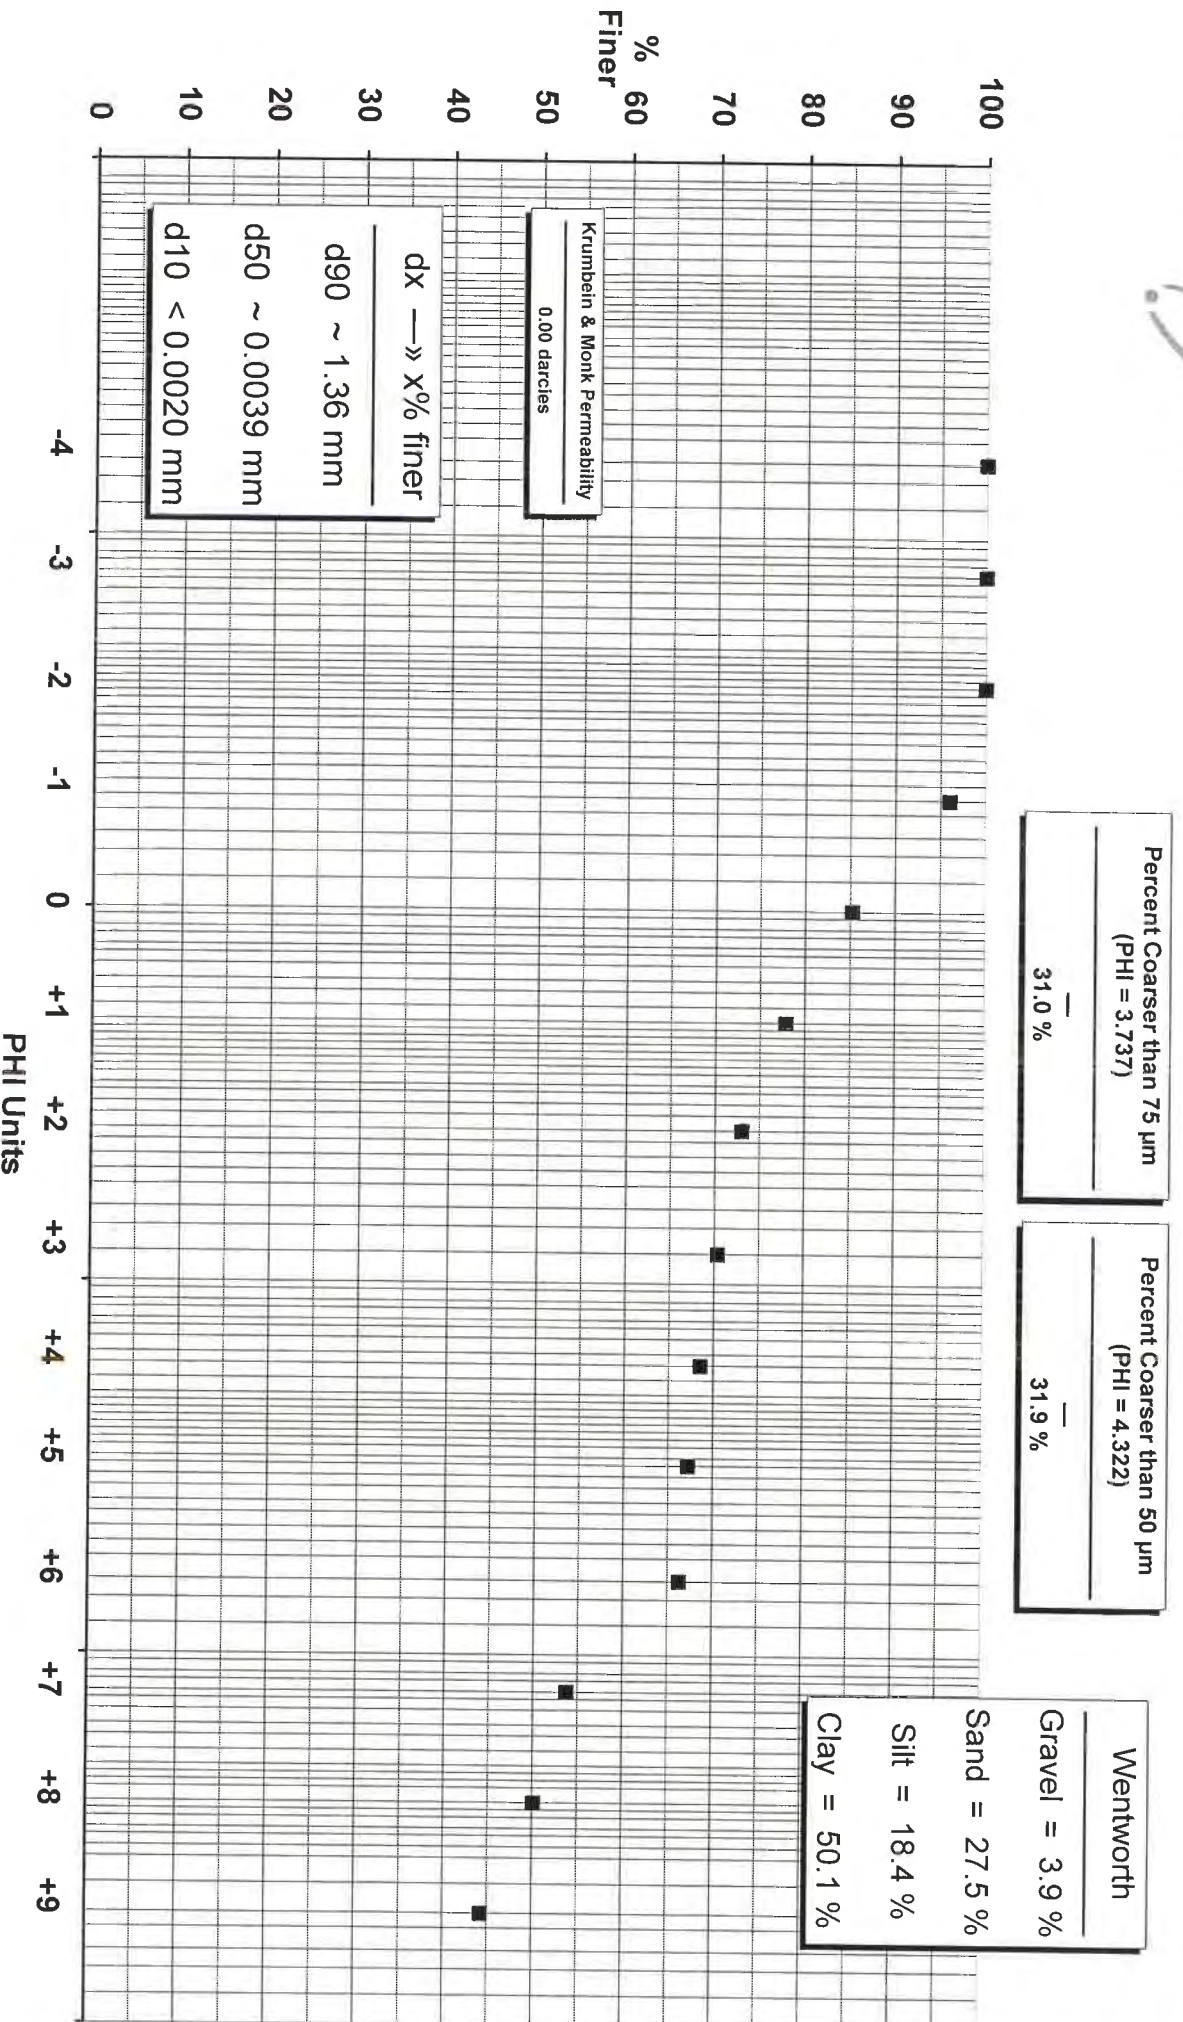 Percent Coarser than 75 µm
(PHI = 3.737)
—
31.0 %
Percent Coarser than 50 µm
(PHI = 4.322)
—
31.9 %
Wentworth
Gravel = 3.9 %
Sand = 27.5 %
Silt = 18.4 %
Clay = 50.1 %
%
Finer
100
90
80
70
60
50
40
30
20
10
0
Krumbein & Monk Permeability
0.00 darcies
dx —» x% finer
d90 ~ 1.36 mm
d50 ~ 0.0039 mm
d10 < 0.0020 mm
-4 -3 -2 -1 0 +1 +2 +3 +4 +5 +6 +7 +8 +9
PHI Units